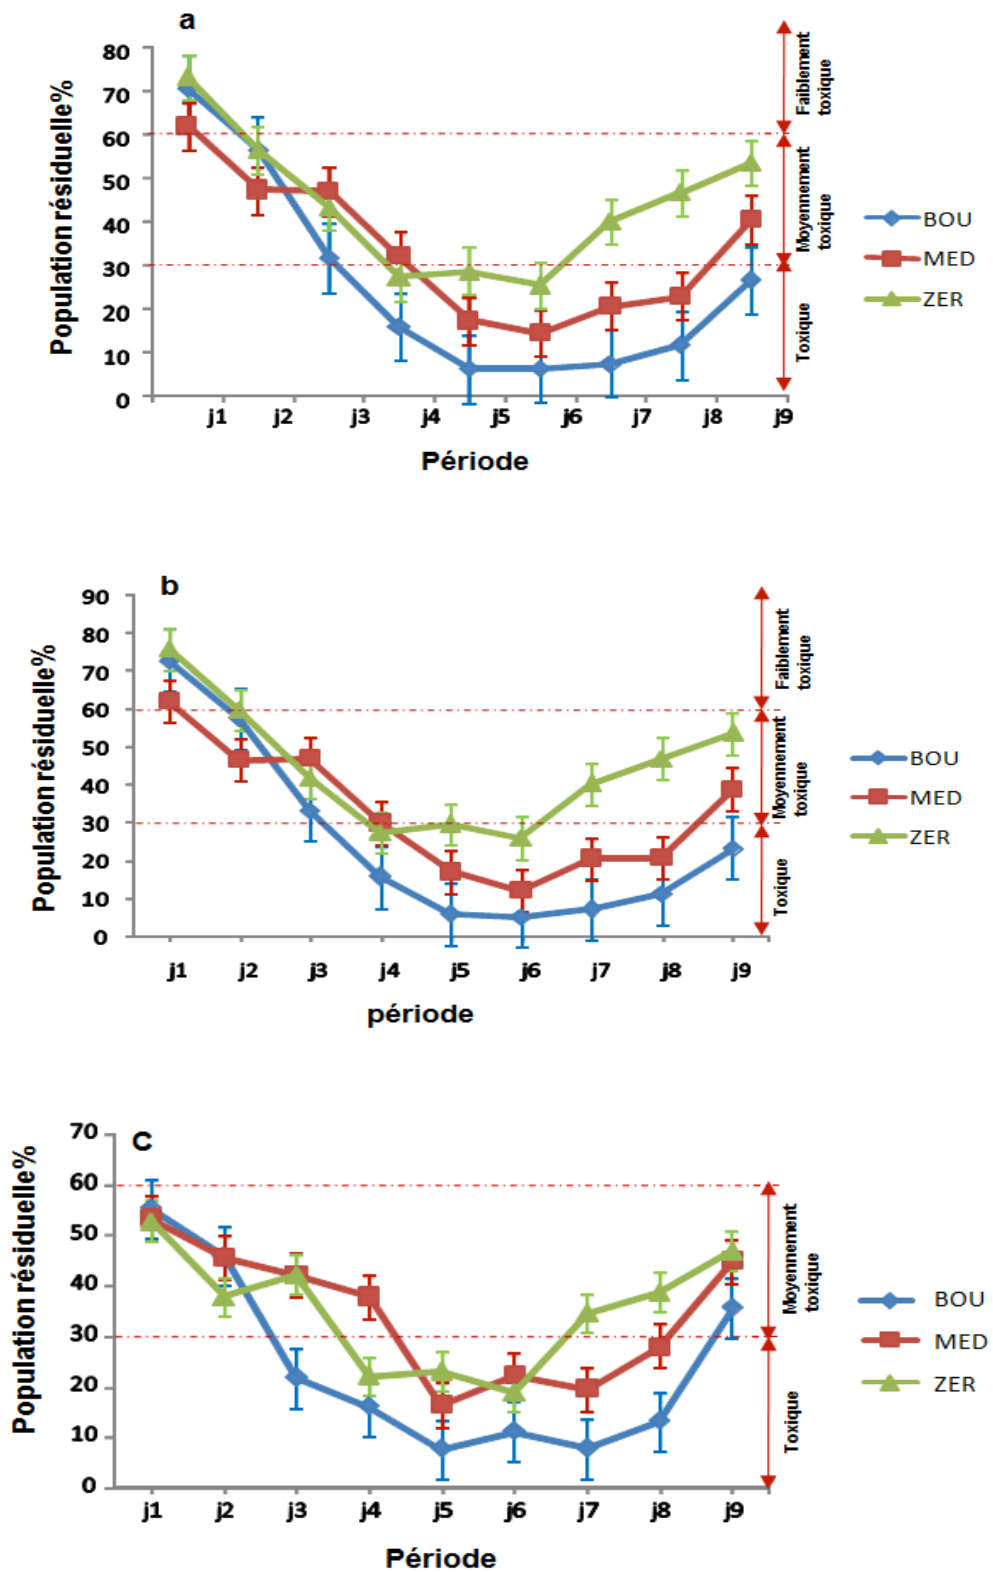 a
Population résiduelle%
80
70
60
50
40
30
20
10
0
j1 j2 j3 j4 j5 j6 j7 j8 j9
Période
Faiblement
toxique
Moyennement
toxique
Toxique
BOU
MED
ZER
b
Population résiduelle%
90
80
70
60
50
40
30
20
10
0
j1 j2 j3 j4 j5 j6 j7 j8 j9
période
Faiblement
toxique
Moyennement
toxique
Toxique
BOU
MED
ZER
C
Population résiduelle%
70
60
50
40
30
20
10
0
j1 j2 j3 j4 j5 j6 j7 j8 j9
Période
Moyennement
toxique
Toxique
BOU
MED
ZER